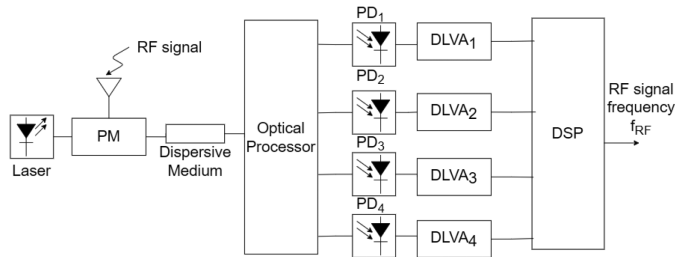 RF signal
PM
Laser
Dispersive
Medium
Optical
Processor
PD1
DLVA1
PD2
DLVA2
PD3
DLVA3
PD4
DLVA4
DSP
RF signal
frequency
fRF